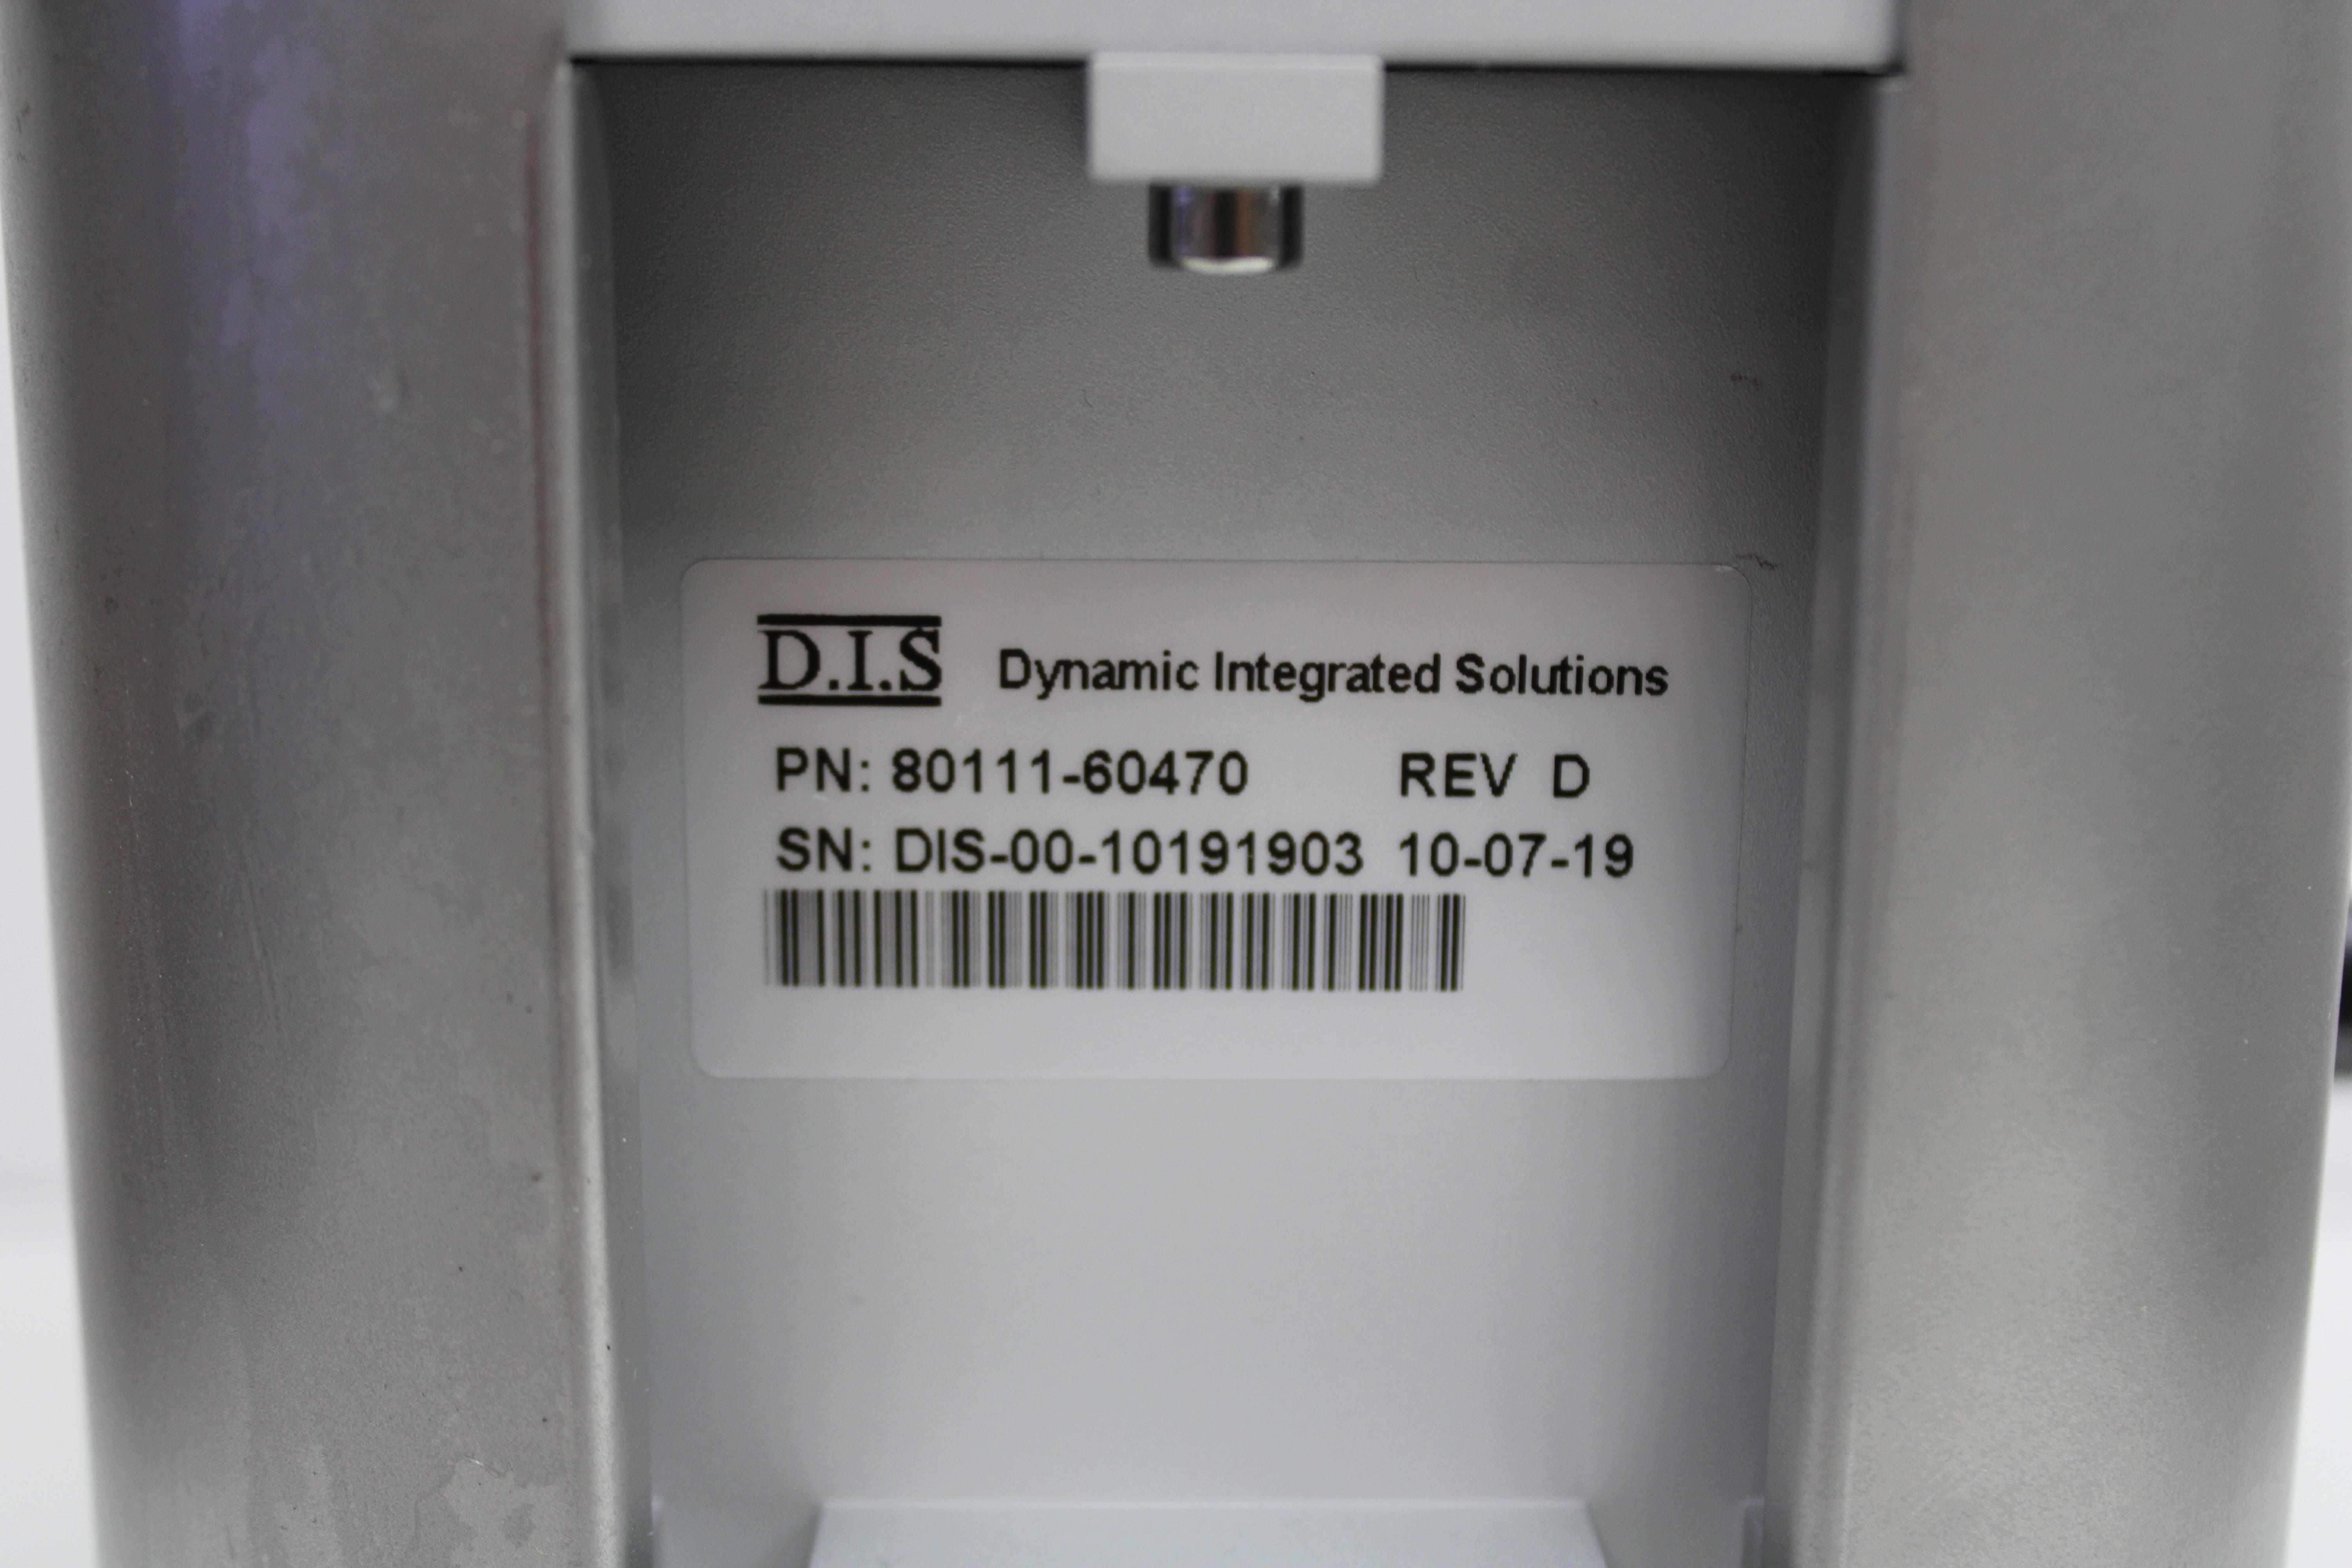 D.I.S Dynamic Integrated Solutions
PN: 80111-60470 REV D
SN: DIS-00-10191903 10-07-19